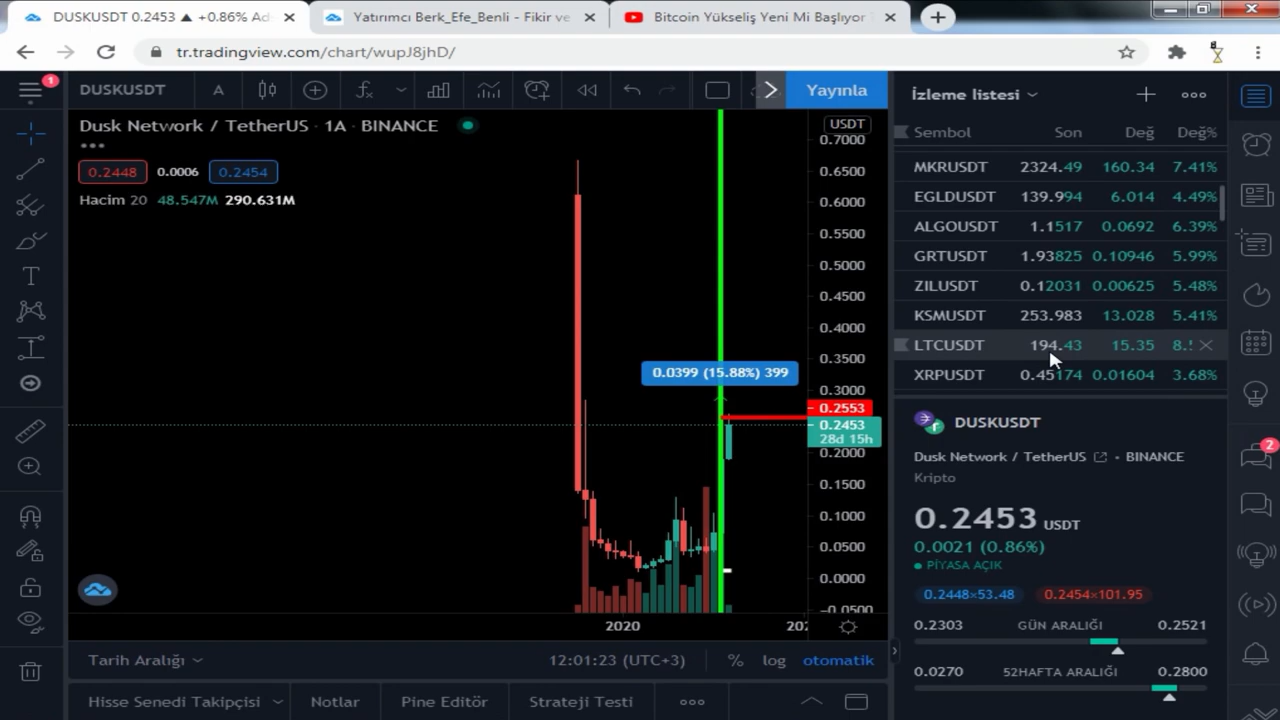 DUSKUSDT 0.2453 ▲ +0.86% Ad
Yatırımcı Berk_Efe_Benli - Fikir ve
Bitcoin Yükseliş Yeni Mi Başlıyor
tr.tradingview.com/chart/wupJ8jhD/
1
DUSKUSDT
A
Yayınla
İzleme listesi
Dusk Network / TetherUS · 1A · BINANCE
USDT
Sembol Son Değ Değ%
0.2448 0.0006 0.2454
Hacim 20 48.547M 290.631M
MKRUSDT 2324.49 160.34 7.41%
EGLDUSDT 139.994 6.014 4.49%
ALGOUSDT 1.1517 0.0692 6.39%
GRTUSDT 1.93825 0.10946 5.99%
ZILUSDT 0.12031 0.00625 5.48%
KSMUSDT 253.983 13.028 5.41%
LTCUSDT 194.43 15.35 8.
XRPUSDT 0.45174 0.01604 3.68%
0.7000
0.6500
0.6000
0.5500
0.5000
0.4500
0.4000
0.3500
0.3000
0.2553
0.2453
28d 15h
0.2000
0.1500
0.1000
0.0500
0.0000
−0.0500
0.0399 (15.88%) 399
2020
202
DUSKUSDT
Dusk Network / TetherUS • BINANCE
Kripto
2
0.2453 USDT
0.0021 (0.86%)
PİYASA AÇIK
0.2448×53.48 0.2454×101.95
0.2303 GÜN ARALIĞI 0.2521
0.0270 52HAFTA ARALIĞI 0.2800
Tarih Aralığı
12:01:23 (UTC+3)
% log otomatik
Hisse Senedi Takipçisi
Notlar
Pine Editör
Strateji Testi